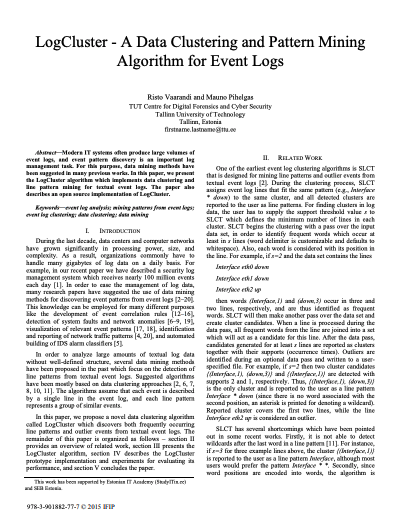 LogCluster - A Data Clustering and Pattern Mining
Algorithm for Event Logs
Risto Vaarandi and Mauno Pihelgas
TUT Centre for Digital Forensics and Cyber Security
Tallinn University of Technology
Tallinn, Estonia
firstname.lastname@ttu.ee
Abstract—Modern IT systems often produce large volumes of
event logs, and event pattern discovery is an important log
management task. For this purpose, data mining methods have
been suggested in many previous works. In this paper, we present
the LogCluster algorithm which implements data clustering and
line pattern mining for textual event logs. The paper also
describes an open source implementation of LogCluster.
Keywords—event log analysis; mining patterns from event logs;
event log clustering; data clustering; data mining
I. INTRODUCTION
During the last decade, data centers and computer networks
have grown significantly in processing power, size, and
complexity. As a result, organizations commonly have to
handle many gigabytes of log data on a daily basis. For
example, in our recent paper we have described a security log
management system which receives nearly 100 million events
each day [1]. In order to ease the management of log data,
many research papers have suggested the use of data mining
methods for discovering event patterns from event logs [2–20].
This knowledge can be employed for many different purposes
like the development of event correlation rules [12–16],
detection of system faults and network anomalies [6–9, 19],
visualization of relevant event patterns [17, 18], identification
and reporting of network traffic patterns [4, 20], and automated
building of IDS alarm classifiers [5].
In order to analyze large amounts of textual log data
without well-defined structure, several data mining methods
have been proposed in the past which focus on the detection of
line patterns from textual event logs. Suggested algorithms
have been mostly based on data clustering approaches [2, 6, 7,
8, 10, 11]. The algorithms assume that each event is described
by a single line in the event log, and each line pattern
represents a group of similar events.
In this paper, we propose a novel data clustering algorithm
called LogCluster which discovers both frequently occurring
line patterns and outlier events from textual event logs. The
remainder of this paper is organized as follows – section II
provides an overview of related work, section III presents the
LogCluster algorithm, section IV describes the LogCluster
prototype implementation and experiments for evaluating its
performance, and section V concludes the paper.
This work has been supported by Estonian IT Academy (StudyITin.ee)
and SEB Estonia.
II. RELATED WORK
One of the earliest event log clustering algorithms is SLCT
that is designed for mining line patterns and outlier events from
textual event logs [2]. During the clustering process, SLCT
assigns event lines that fit the same pattern (e.g., Interface
* down) to the same cluster, and all detected clusters are
reported to the user as line patterns. For finding clusters in log
data, the user has to supply the support threshold value s to
SLCT which defines the minimum number of lines in each
cluster. SLCT begins the clustering with a pass over the input
data set, in order to identify frequent words which occur at
least in s lines (word delimiter is customizable and defaults to
whitespace). Also, each word is considered with its position in
the line. For example, if s=2 and the data set contains the lines
Interface eth0 down
Interface eth1 down
Interface eth2 up
then words (Interface,1) and (down,3) occur in three and
two lines, respectively, and are thus identified as frequent
words. SLCT will then make another pass over the data set and
create cluster candidates. When a line is processed during the
data pass, all frequent words from the line are joined into a set
which will act as a candidate for this line. After the data pass,
candidates generated for at least s lines are reported as clusters
together with their supports (occurrence times). Outliers are
identified during an optional data pass and written to a user-
specified file. For example, if s=2 then two cluster candidates
{(Interface,1), (down,3)} and {(Interface,1)} are detected with
supports 2 and 1, respectively. Thus, {(Interface,1), (down,3)}
is the only cluster and is reported to the user as a line pattern
Interface * down (since there is no word associated with the
second position, an asterisk is printed for denoting a wildcard).
Reported cluster covers the first two lines, while the line
Interface eth2 up is considered an outlier.
SLCT has several shortcomings which have been pointed
out in some recent works. Firstly, it is not able to detect
wildcards after the last word in a line pattern [11]. For instance,
if s=3 for three example lines above, the cluster {(Interface,1)}
is reported to the user as a line pattern Interface, although most
users would prefer the pattern Interface * *. Secondly, since
word positions are encoded into words, the algorithm is
978-3-901882-77-7 © 2015 IFIP